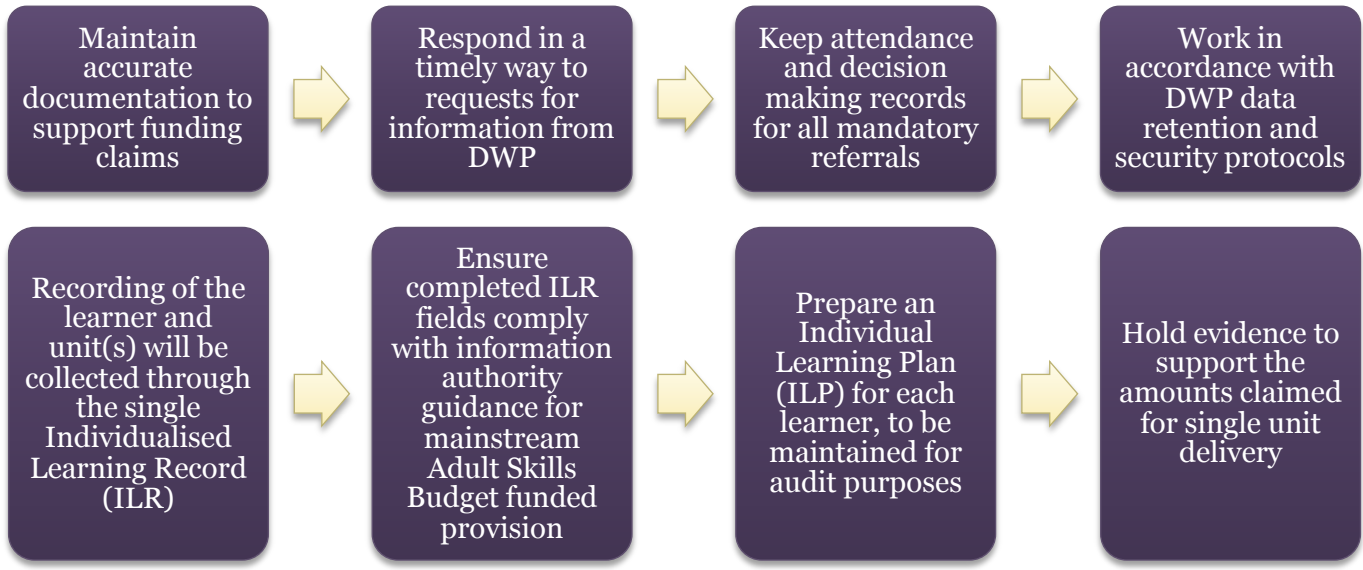 Maintain
accurate
documentation to
support funding
claims
Respond in a
timely way to
requests for
information from
DWP
Keep attendance
and decision
making records
for all mandatory
referrals
Work in
accordance with
DWP data
retention and
security protocols
Recording of the
learner and
unit(s) will be
collected through
the single
Individualised
Learning Record
(ILR)
Ensure
completed ILR
fields comply
with information
authority
guidance for
mainstream
Adult Skills
Budget funded
provision
Prepare an
Individual
Learning Plan
(ILP) for each
learner, to be
maintained for
audit purposes
Hold evidence to
support the
amounts claimed
for single unit
delivery